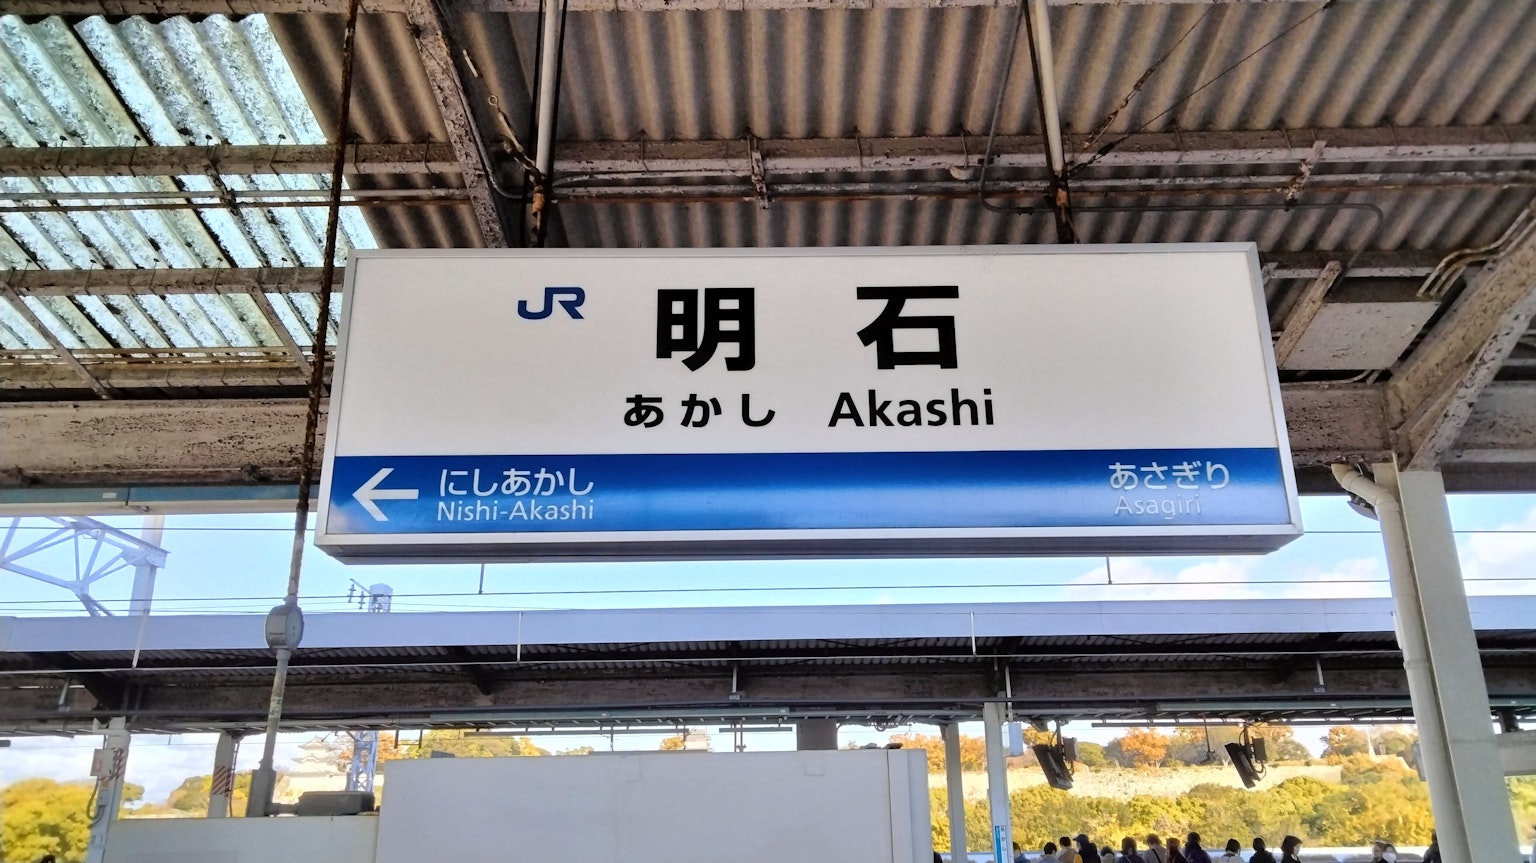 JR 明石
あかし Akashi
← にしあかし
Nishi-Akashi
あさぎり
Asagiri